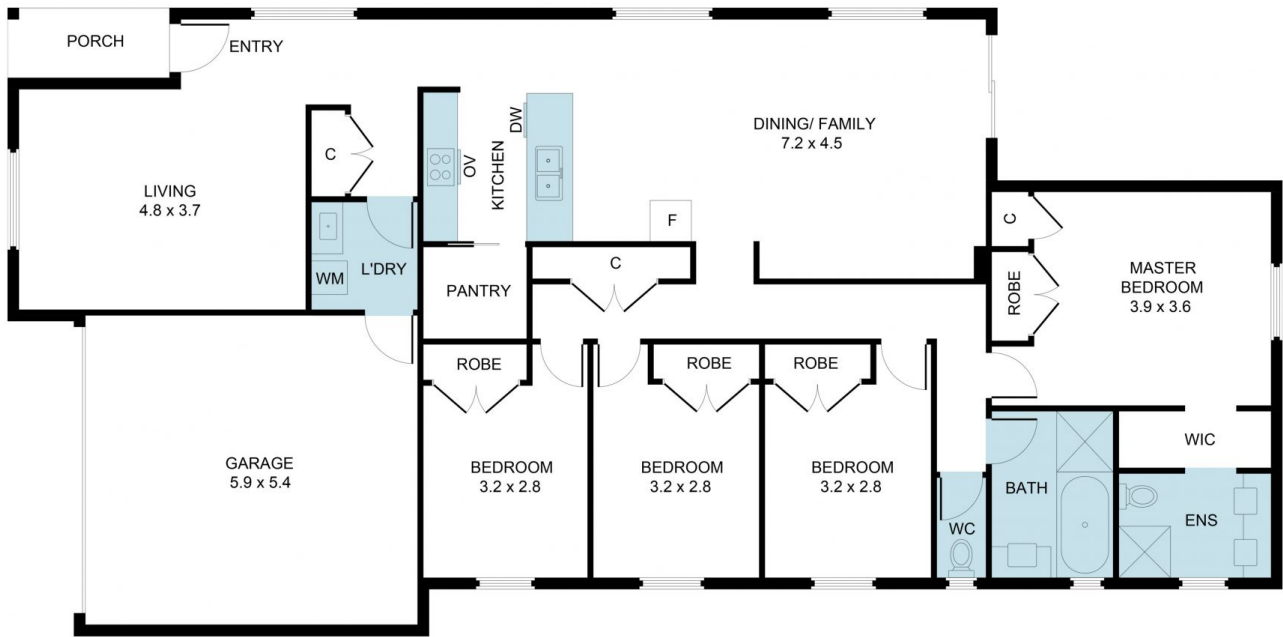 PORCH
ENTRY
LIVING
4.8 x 3.7
C
WM
L'DRY
OV
KITCHEN
DW
DINING/ FAMILY
7.2 x 4.5
F
PANTRY
C
C
ROBE
MASTER
BEDROOM
3.9 x 3.6
ROBE
ROBE
ROBE
GARAGE
5.9 x 5.4
BEDROOM
3.2 x 2.8
BEDROOM
3.2 x 2.8
BEDROOM
3.2 x 2.8
WC
BATH
WIC
ENS